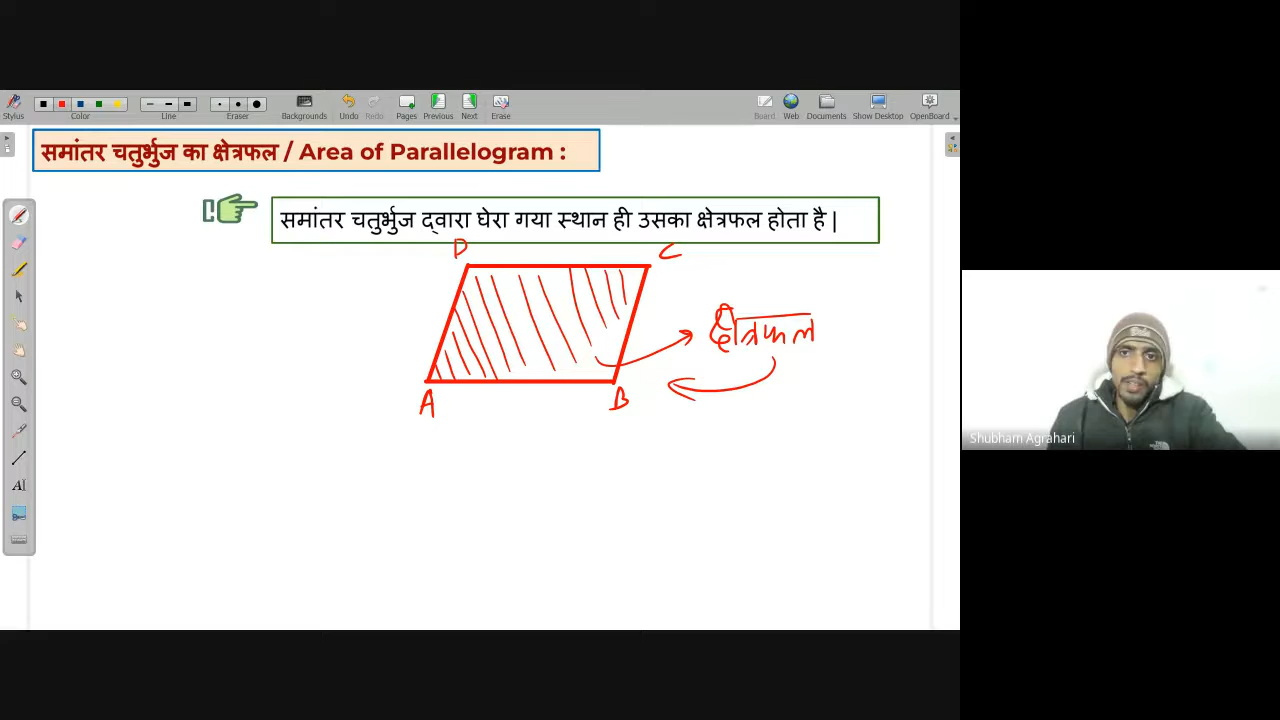 Stylus
Color
Line
Eraser
Backgrounds
Undo
Redo
Pages
Previous
Next
Erase
Board
Web
Documents
Show Desktop
OpenBoard
समांतर चतुर्भुज का क्षेत्रफल / Area of Parallelogram :
समांतर चतुर्भुज द्वारा घेरा गया स्थान ही उसका क्षेत्रफल होता है |
D
C
क्षेत्रफल
A
B
Shubham Agrahari